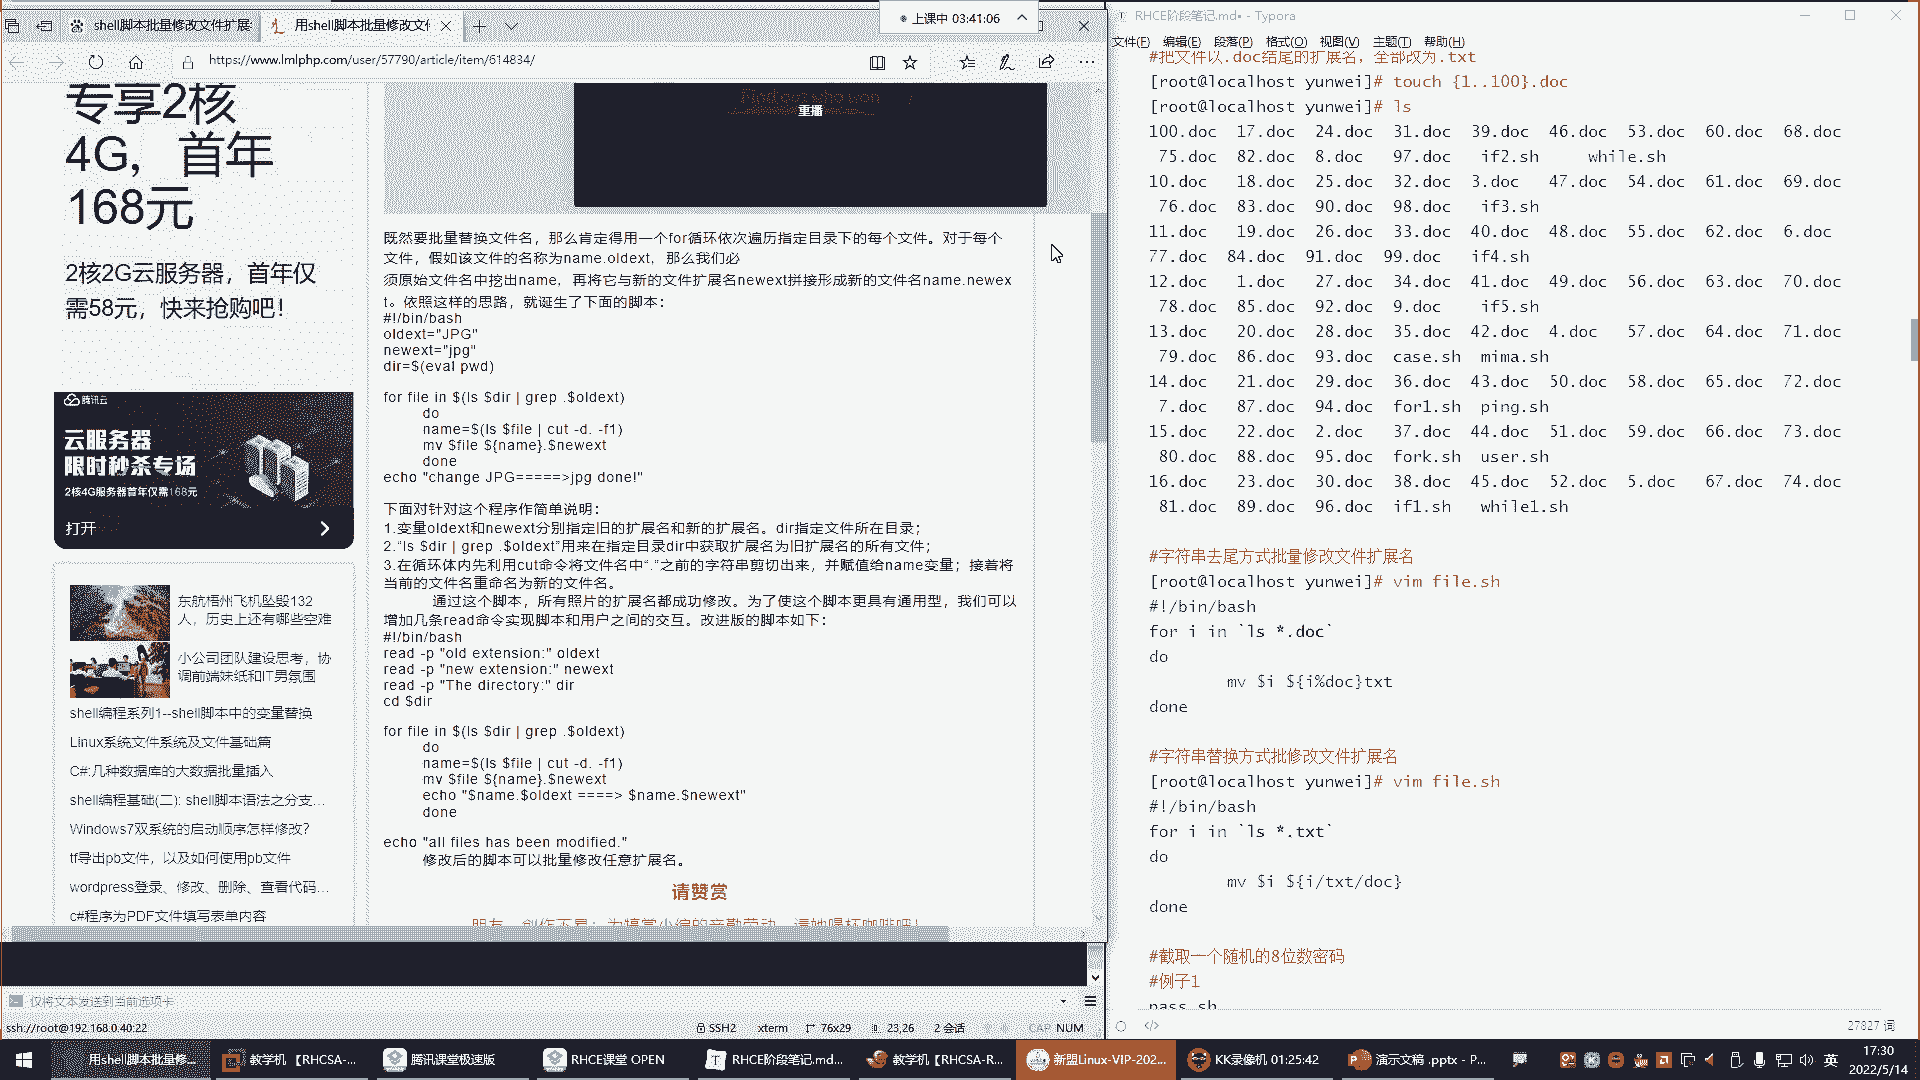 shell脚本批量修改文件扩展
用shell脚本批量修改文件
上课中 03:41:06
https://www.lmlphp.com/user/57790/article/item/614834/
专享2核
4G，首年
168元
2核2G云服务器，首年仅
需58元，快来抢购吧！
腾讯云
云服务器
限时秒杀专场
2核4G服务器首年仅需168元
打开
东航梧州飞机坠毁132
人，历史上还有哪些空难
小公司团队建设思考，协
调前端妹纸和IT男氛围
shell编程系列1--shell脚本中的变量替换
Linux系统文件系统及文件基础篇
C#:几种数据库的大数据批量插入
shell编程基础(二): shell脚本语法之分支...
Windows7双系统的启动顺序怎样修改?
tf导出pb文件，以及如何使用pb文件
wordpress登录、修改、删除、查看代码...
c#程序为PDF文件填写表单内容
重播
既然要批量替换文件名，那么肯定得用一个for循环依次遍历指定目录下的每个文件。对于每个
文件，假如该文件的名称为name.oldext，那么我们必
须原始文件名中挖出name，再将它与新的文件扩展名newext拼接形成新的文件名name.newex
t。依照这样的思路，就诞生了下面的脚本：
#!/bin/bash
oldext="JPG"
newext="jpg"
dir=$(eval pwd)
for file in $(ls $dir | grep .$oldext)
do
name=$(ls $file | cut -d. -f1)
mv $file ${name}.$newext
done
echo "change JPG=====>jpg done!"
下面对针对这个程序作简单说明：
1.变量oldext和newext分别指定旧的扩展名和新的扩展名。dir指定文件所在目录；
2.“ls $dir | grep .$oldext”用来在指定目录dir中获取扩展名为旧扩展名的所有文件；
3.在循环体内先利用cut命令将文件名中“.”之前的字符串剪切出来，并赋值给name变量；接着将
当前的文件名重命名为新的文件名。
通过这个脚本，所有照片的扩展名都成功修改。为了使这个脚本更具有通用型，我们可以
增加几条read命令实现脚本和用户之间的交互。改进版的脚本如下：
#!/bin/bash
read -p "old extension:" oldext
read -p "new extension:" newext
read -p "The directory:" dir
cd $dir
for file in $(ls $dir | grep .$oldext)
do
name=$(ls $file | cut -d. -f1)
mv $file ${name}.$newext
echo "$name.$oldext ====> $name.$newext"
done
echo "all files has been modified."
修改后的脚本可以批量修改任意扩展名。
请赞赏
仅将文本发送到当前选项卡
ssh://root@192.168.0.40:22
SSH2 xterm 76x29 23,26 2 会话 CAP NUM
RHCE阶段笔记.md• - Typora
文件(F) 编辑(E) 段落(P) 格式(O) 视图(V) 主题(T) 帮助(H)
#把文件以.doc结尾的扩展名，全部改为.txt
[root@localhost yunwei]# touch {1..100}.doc
[root@localhost yunwei]# ls
100.doc 17.doc 24.doc 31.doc 39.doc 46.doc 53.doc 60.doc 68.doc
75.doc 82.doc 8.doc 97.doc if2.sh while.sh
10.doc 18.doc 25.doc 32.doc 3.doc 47.doc 54.doc 61.doc 69.doc
76.doc 83.doc 90.doc 98.doc if3.sh
11.doc 19.doc 26.doc 33.doc 40.doc 48.doc 55.doc 62.doc 6.doc
77.doc 84.doc 91.doc 99.doc if4.sh
12.doc 1.doc 27.doc 34.doc 41.doc 49.doc 56.doc 63.doc 70.doc
78.doc 85.doc 92.doc 9.doc if5.sh
13.doc 20.doc 28.doc 35.doc 42.doc 4.doc 57.doc 64.doc 71.doc
79.doc 86.doc 93.doc case.sh mima.sh
14.doc 21.doc 29.doc 36.doc 43.doc 50.doc 58.doc 65.doc 72.doc
7.doc 87.doc 94.doc for1.sh ping.sh
15.doc 22.doc 2.doc 37.doc 44.doc 51.doc 59.doc 66.doc 73.doc
80.doc 88.doc 95.doc fork.sh user.sh
16.doc 23.doc 30.doc 38.doc 45.doc 52.doc 5.doc 67.doc 74.doc
81.doc 89.doc 96.doc if1.sh while1.sh
#字符串去尾方式批量修改文件扩展名
[root@localhost yunwei]# vim file.sh
#!/bin/bash
for i in `ls *.doc`
do
mv $i ${i%doc}txt
done
#字符串替换方式批修改文件扩展名
[root@localhost yunwei]# vim file.sh
#!/bin/bash
for i in `ls *.txt`
do
mv $i ${i/txt/doc}
done
#截取一个随机的8位数密码
#例子1
pass.sh
27827 词
用shell脚本批量修...
教学机 【RHCSA-...
腾讯课堂极速版
RHCE课堂 OPEN
RHCE阶段笔记.md...
教学机【RHCSA-R...
新盟Linux-VIP-202...
KK录像机 01:25:42
演示文稿 .pptx - P...
英
17:30
2022/5/14